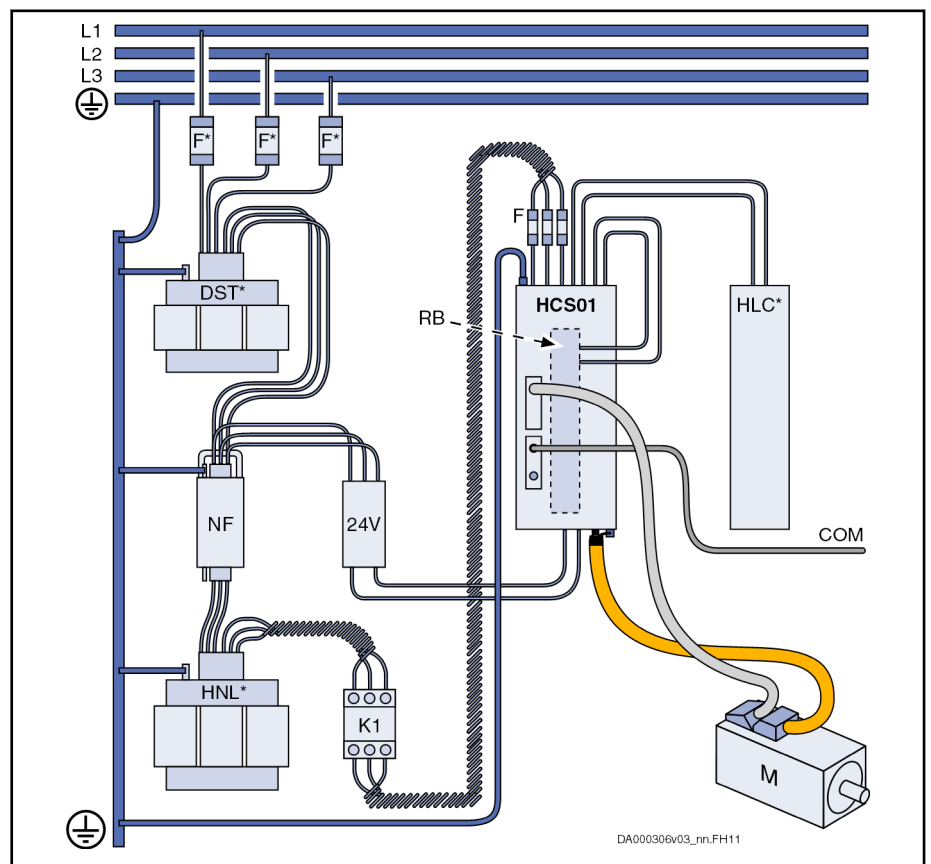 L1
L2
L3
F*
F*
F*
F
DST*
HCS01
HLC*
RB
NF
24V
COM
HNL*
K1
M
DA000306v03_nn.FH11